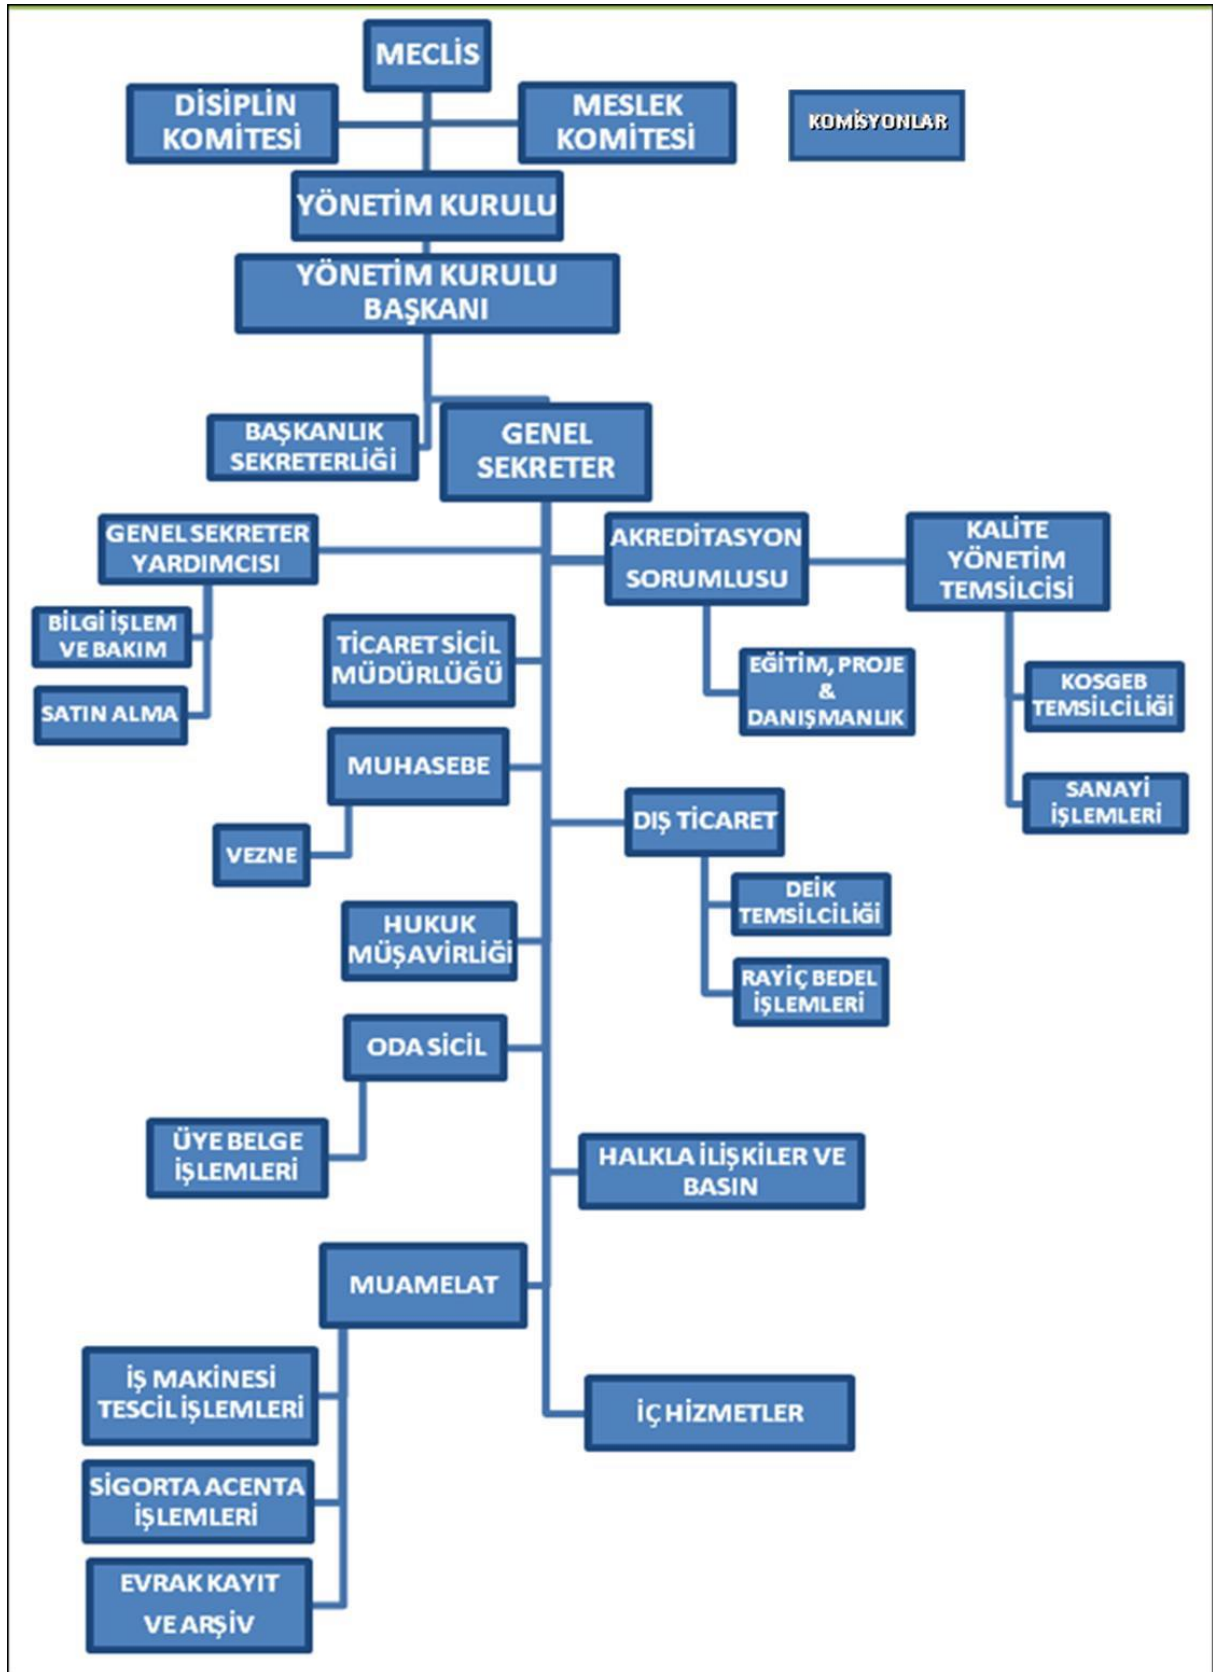 MECLİS
DİSİPLİN
KOMİTESİ
MESLEK
KOMİTESİ
KOMİSYONLAR
YÖNETİM KURULU
YÖNETİM KURULU
BAŞKANI
BAŞKANLIK
SEKRETERLİĞİ
GENEL
SEKRETER
GENEL SEKRETER
YARDIMCISI
AKREDİTASYON
SORUMLUSU
KALİTE
YÖNETİM
TEMSİLCİSİ
BİLGİ İŞLEM
VE BAKIM
SATIN ALMA
TİCARET SİCİL
MÜDÜRLÜĞÜ
EĞİTİM, PROJE
&
DANIŞMANLIK
KOSGEB
TEMSİLCİLİĞİ
MUHASEBE
VEZNE
DIŞ TİCARET
SANAYİ
İŞLEMLERİ
DEİK
TEMSİLCİLİĞİ
RAYİÇ BEDEL
İŞLEMLERİ
HUKUK
MÜŞAVİRLİĞİ
ODA SİCİL
ÜYE BELGE
İŞLEMLERİ
HALKLA İLİŞKİLER VE
BASIN
MUAMELAT
İŞ MAKİNESİ
TESCİL İŞLEMLERİ
SİGORTA ACENTA
İŞLEMLERİ
EVRAK KAYIT
VE ARŞİV
İÇ HİZMETLER